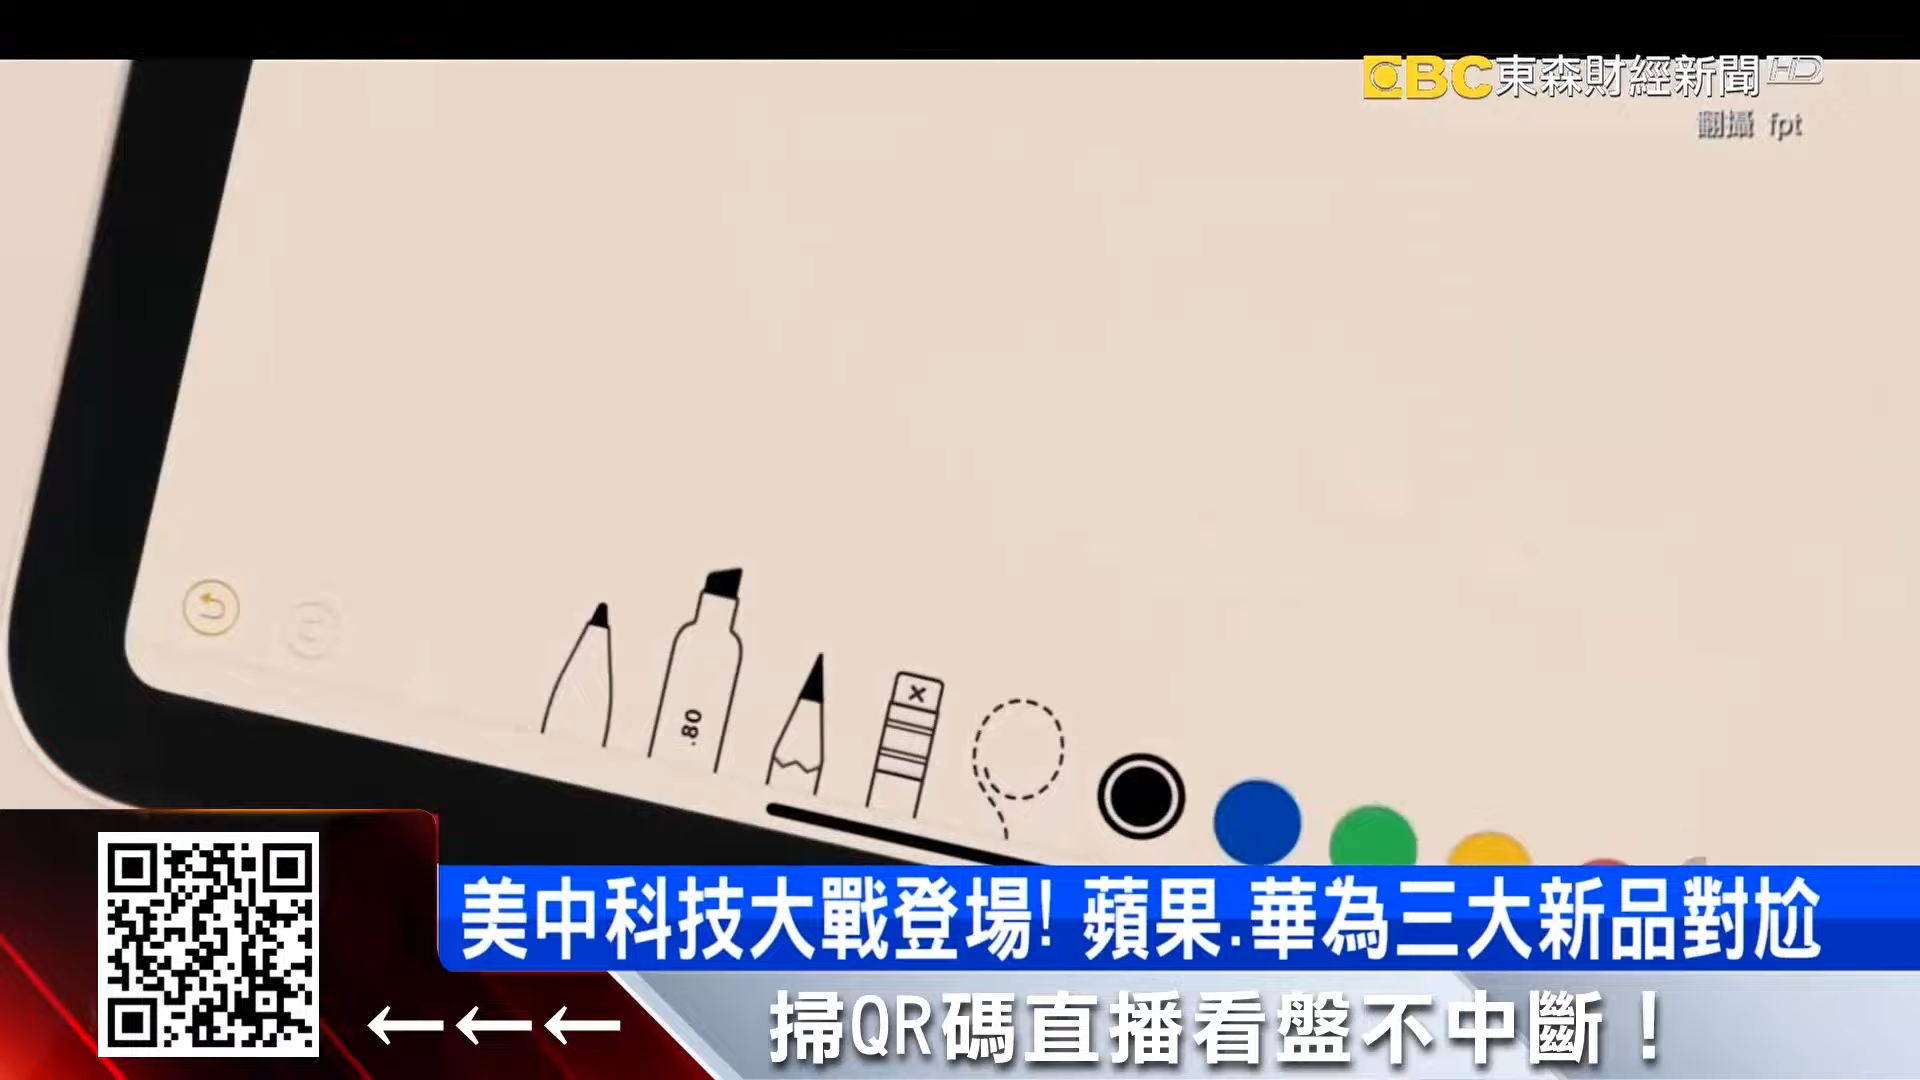 EBC東森財經新聞HD
翻攝 fpt
.80
美中科技大戰登場! 蘋果.華為三大新品對尬
←←← 掃QR碼直播看盤不中斷！